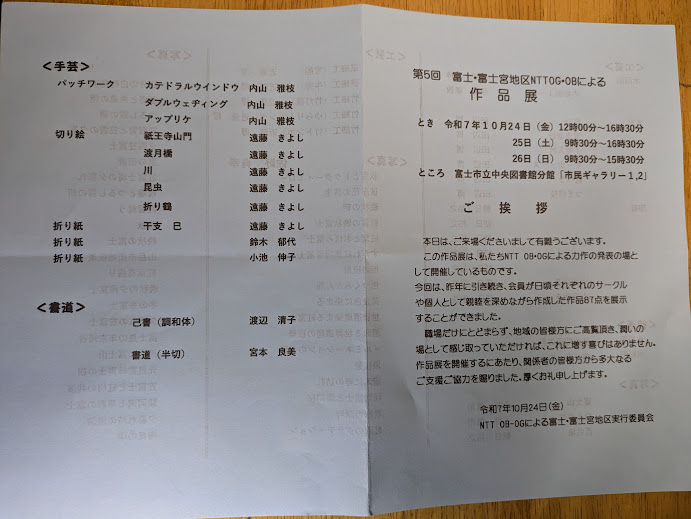 <手芸>
パッチワーク カテドラルウインドウ 内山 雅枝
ダブルウェディング 内山 雅枝
アップリケ 内山 雅枝
切り絵 祇王寺山門 遠藤 きよし
渡月橋 遠藤 きよし
川 遠藤 きよし
昆虫 遠藤 きよし
折り鶴 遠藤 きよし
折り紙 干支 巳 遠藤 きよし
折り紙 鈴木 郁代
折り紙 小池 伸子
<書道>
己書(調和体) 渡辺 清子
書道(半切) 宮本 良美
第5回 富士・富士宮地区NTTOG・OBによる
作品展
とき 令和7年10月24日(金)12時00分～16時30分
25日(土) 9時30分～16時30分
26日(日) 9時30分～15時30分
ところ 富士市立中央図書館分館「市民ギャラリー1,2」
ご挨拶
本日は、ご来場くださいまして有難うございます。
この作品展は、私たちNTT OB・OGによる力作の発表の場と
して開催しているものです。
今回は、昨年に引き続き、会員が日頃それぞれのサークル
や個人として親睦を深めながら作成した作品87点を展示
することができました。
職場だけにとどまらず、地域の皆様方にご高覧頂き、潤いの
場として感じ取っていただければ、これに増す喜びはありません。
作品展を開催するにあたり、関係者の皆様方から多大なる
ご支援ご協力を賜りました。厚くお礼申し上げます。
令和7年10月24日(金)
NTT OB-OGによる富士・富士宮地区実行委員会